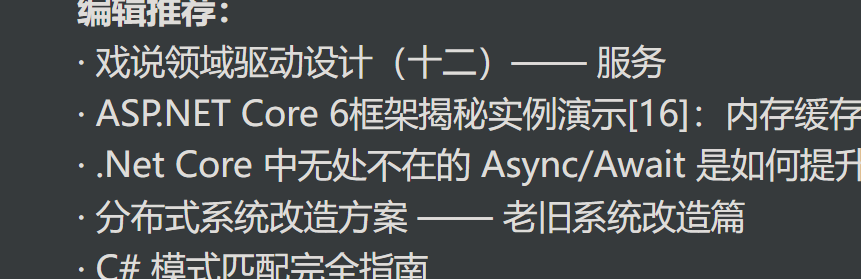 编辑推荐：
· 戏说领域驱动设计（十二）—— 服务
· ASP.NET Core 6框架揭秘实例演示[16]：内存缓存
· .Net Core 中无处不在的 Async/Await 是如何提升
· 分布式系统改造方案 —— 老旧系统改造篇
· C# 模式匹配完全指南